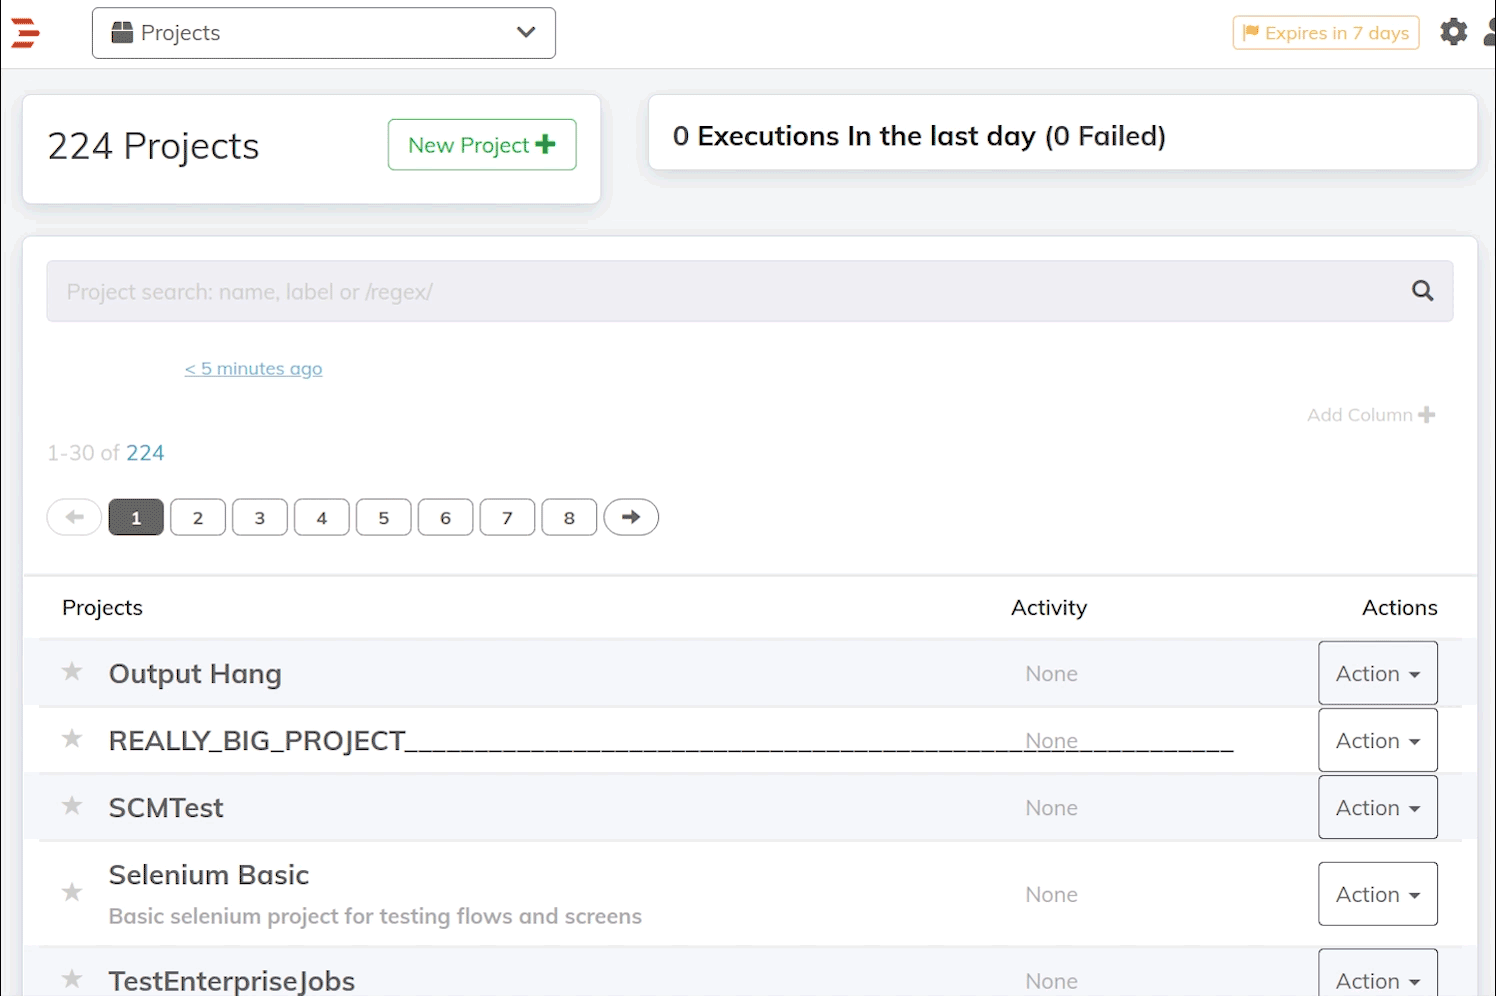 Projects
Expires in 7 days
224 Projects
New Project
0 Executions In the last day (0 Failed)
Project search: name, label or /regex/
< 5 minutes ago
Add Column
1-30 of 224
1 2 3 4 5 6 7 8
Projects Activity Actions
Output Hang None Action
REALLY_BIG_PROJECT___________________________________________________________ None Action
SCMTest None Action
Selenium Basic
Basic selenium project for testing flows and screens None Action
TestEnterpriseJobs None Action